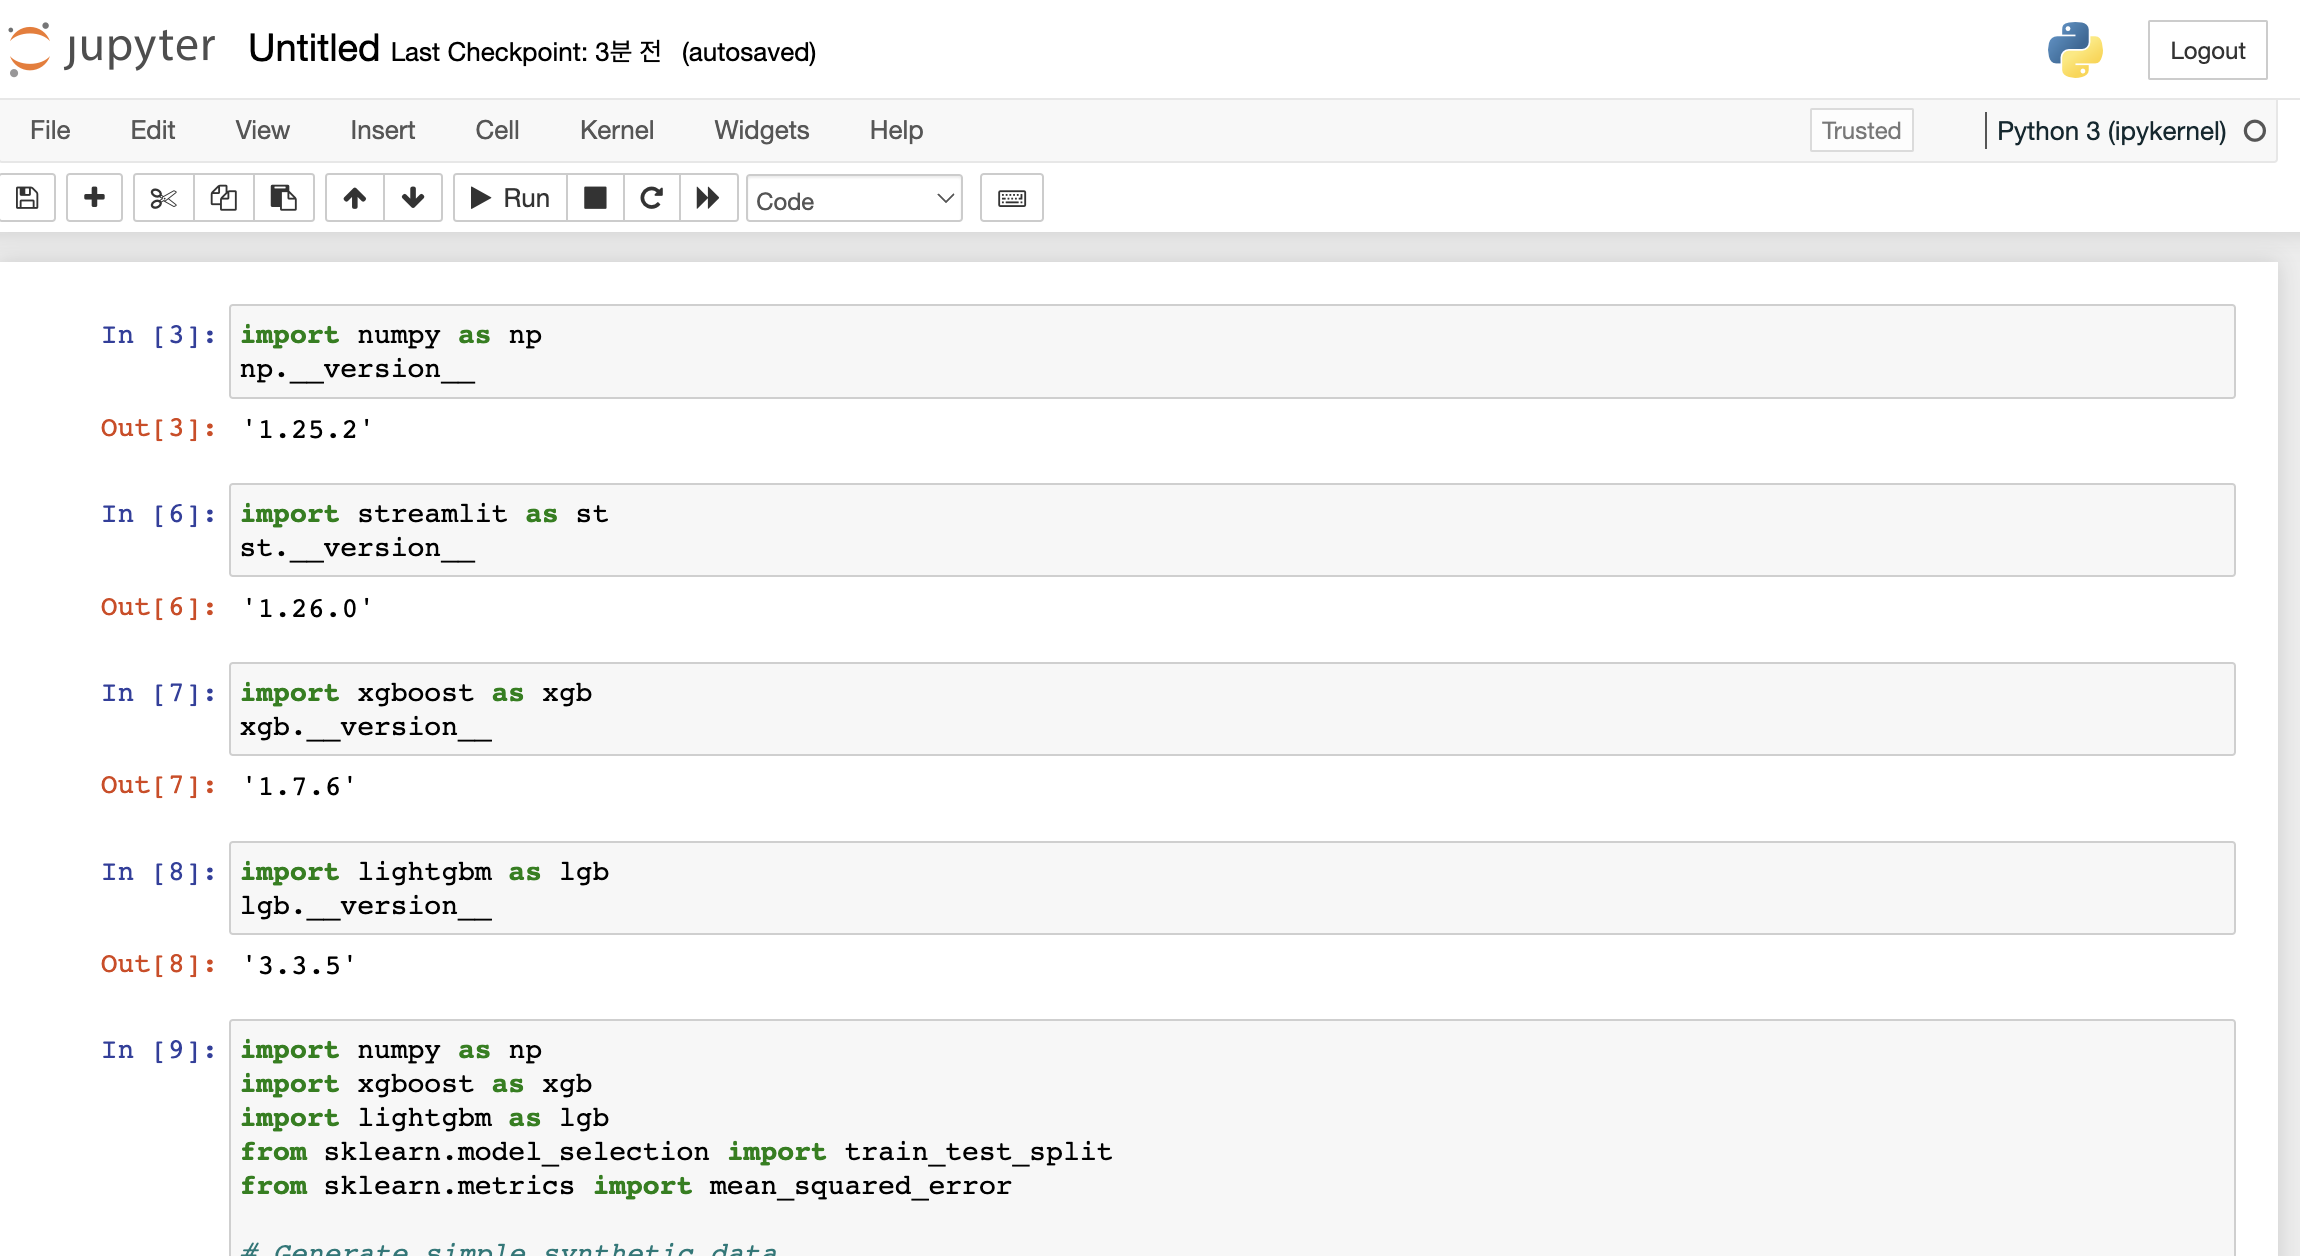 jupyter Untitled Last Checkpoint: 3분 전 (autosaved)
Logout
File Edit View Insert Cell Kernel Widgets Help
Trusted
Python 3 (ipykernel)
Run
Code
In [3]: import numpy as np
np.__version__
Out[3]: '1.25.2'
In [6]: import streamlit as st
st.__version__
Out[6]: '1.26.0'
In [7]: import xgboost as xgb
xgb.__version__
Out[7]: '1.7.6'
In [8]: import lightgbm as lgb
lgb.__version__
Out[8]: '3.3.5'
In [9]: import numpy as np
import xgboost as xgb
import lightgbm as lgb
from sklearn.model_selection import train_test_split
from sklearn.metrics import mean_squared_error
# Generate simple synthetic data